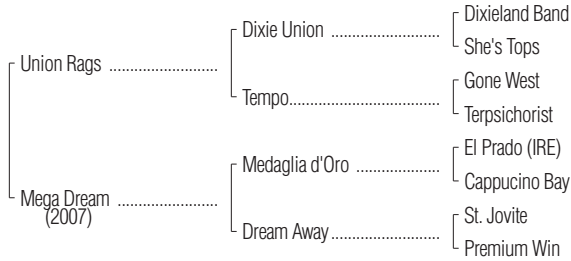 Dixieland Band
Dixie Union ......................
She's Tops
Union Rags ......................
Gone West
Tempo...............................
Terpsichorist
El Prado (IRE)
Medaglia d'Oro .................
Cappucino Bay
Mega Dream ....................
(2007)
St. Jovite
Dream Away......................
Premium Win